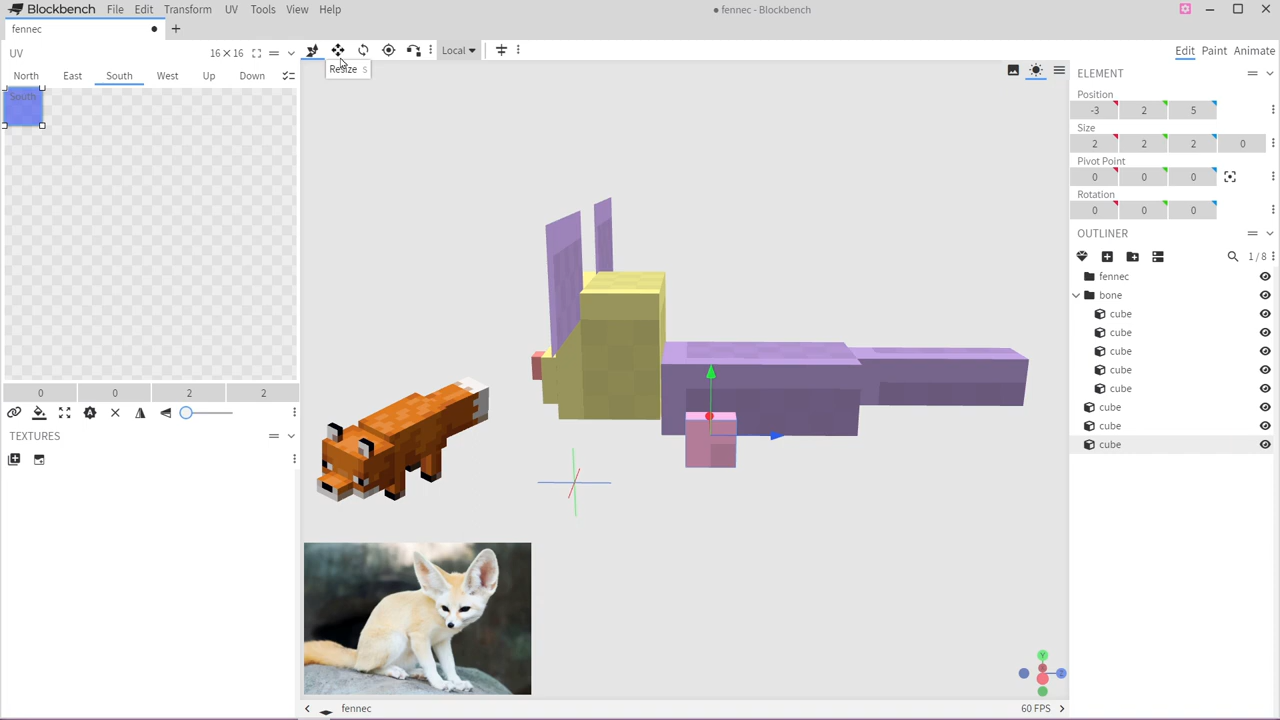 Blockbench File Edit Transform UV Tools View Help
fennec - Blockbench
fennec
UV 16×16
Local
Edit Paint Animate
Resize S
North East South West Up Down
South
ELEMENT
Position
-3 2 5
Size
2 2 2 0
Pivot Point
0 0 0
Rotation
0 0 0
OUTLINER
1/8
fennec
bone
cube
cube
cube
cube
cube
cube
cube
cube
0 0 2 2
TEXTURES
Y
Z
fennec
60 FPS